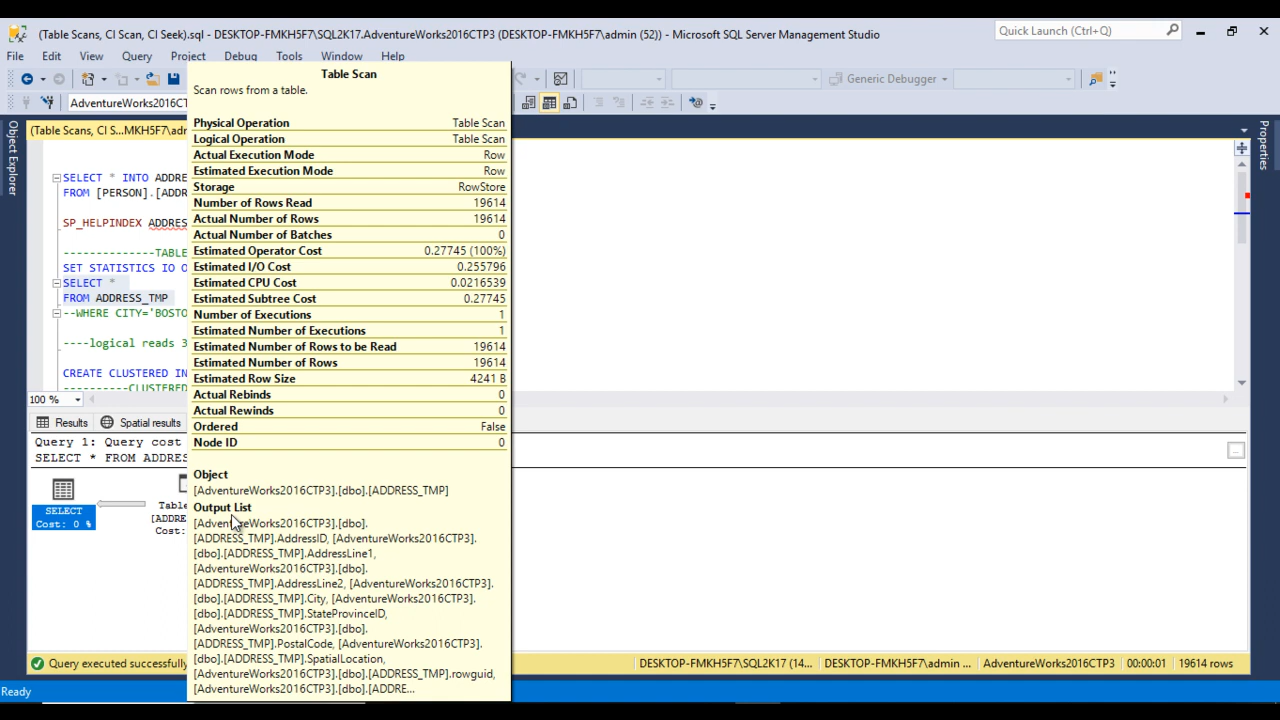 (Table Scans, CI Scan, CI Seek).sql - DESKTOP-FMKH5F7\SQL2K17.AdventureWorks2016CTP3 (DESKTOP-FMKH5F7\admin (52)) - Microsoft SQL Server Management Studio
Quick Launch (Ctrl+Q)
File Edit View Query Project Debug Tools Window Help
Generic Debugger
AdventureWorks2016CT
(Table Scans, CI S...MKH5F7\adn
Object Explorer
Properties
SELECT * INTO ADDRE
FROM [PERSON].[ADDR
SP_HELPINDEX ADDRES
-------------TABLE
SET STATISTICS IO O
SELECT *
FROM ADDRESS_TMP
--WHERE CITY='BOSTO
----logical reads 3
CREATE CLUSTERED IN
----------CLUSTERED
100 %
Results Spatial results
Query 1: Query cost
SELECT * FROM ADDRES
SELECT
Cost: 0 %
Table
[ADDRE
Cost:
Table Scan
Scan rows from a table.
Physical Operation Table Scan
Logical Operation Table Scan
Actual Execution Mode Row
Estimated Execution Mode Row
Storage RowStore
Number of Rows Read 19614
Actual Number of Rows 19614
Actual Number of Batches 0
Estimated Operator Cost 0.27745 (100%)
Estimated I/O Cost 0.255796
Estimated CPU Cost 0.0216539
Estimated Subtree Cost 0.27745
Number of Executions 1
Estimated Number of Executions 1
Estimated Number of Rows to be Read 19614
Estimated Number of Rows 19614
Estimated Row Size 4241 B
Actual Rebinds 0
Actual Rewinds 0
Ordered False
Node ID 0
Object
[AdventureWorks2016CTP3].[dbo].[ADDRESS_TMP]
Output List
[AdventureWorks2016CTP3].[dbo].
[ADDRESS_TMP].AddressID, [AdventureWorks2016CTP3].
[dbo].[ADDRESS_TMP].AddressLine1,
[AdventureWorks2016CTP3].[dbo].
[ADDRESS_TMP].AddressLine2, [AdventureWorks2016CTP3].
[dbo].[ADDRESS_TMP].City, [AdventureWorks2016CTP3].
[dbo].[ADDRESS_TMP].StateProvinceID,
[AdventureWorks2016CTP3].[dbo].
[ADDRESS_TMP].PostalCode, [AdventureWorks2016CTP3].
[dbo].[ADDRESS_TMP].SpatialLocation,
[AdventureWorks2016CTP3].[dbo].[ADDRESS_TMP].rowguid,
[AdventureWorks2016CTP3].[dbo].[ADDRE...
Query executed successfully
DESKTOP-FMKH5F7\SQL2K17 (14... DESKTOP-FMKH5F7\admin ... AdventureWorks2016CTP3 00:00:01 19614 rows
Ready